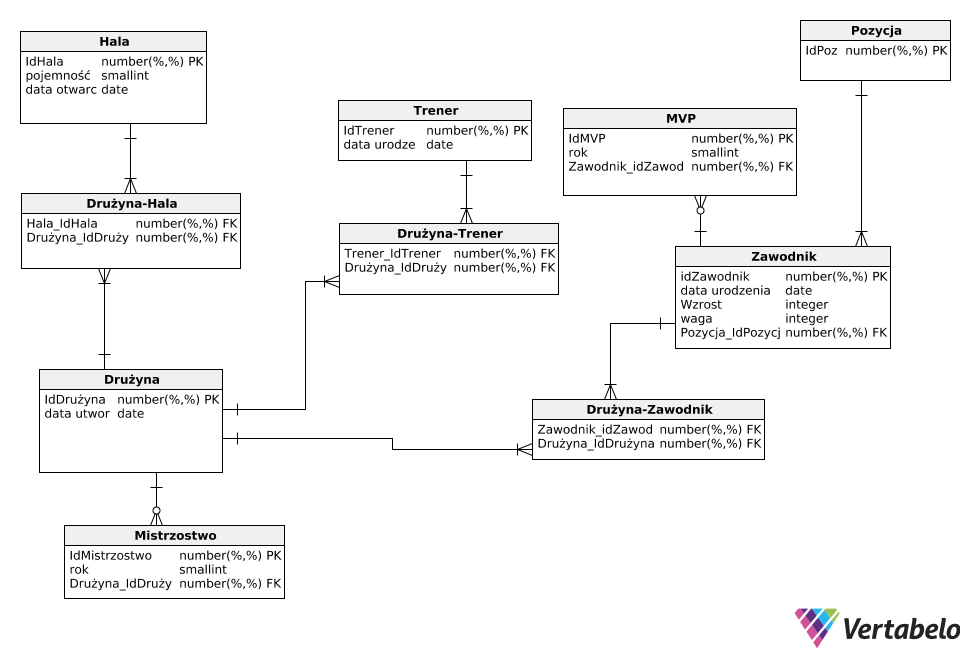 Hala
IdHala number(%,%) PK
pojemność smallint
data otwarc date
Drużyna-Hala
Hala_IdHala number(%,%) FK
Drużyna_IdDruży number(%,%) FK
Drużyna
IdDrużyna number(%,%) PK
data utwor date
Mistrzostwo
IdMistrzostwo number(%,%) PK
rok smallint
Drużyna_IdDruży number(%,%) FK
Trener
IdTrener number(%,%) PK
data urodze date
Drużyna-Trener
Trener_IdTrener number(%,%) FK
Drużyna_IdDruży number(%,%) FK
MVP
IdMVP number(%,%) PK
rok smallint
Zawodnik_idZawod number(%,%) FK
Pozycja
IdPoz number(%,%) PK
Zawodnik
idZawodnik number(%,%) PK
data urodzenia date
Wzrost integer
waga integer
Pozycja_IdPozycj number(%,%) FK
Drużyna-Zawodnik
Zawodnik_idZawod number(%,%) FK
Drużyna_IdDrużyna number(%,%) FK
Vertabelo